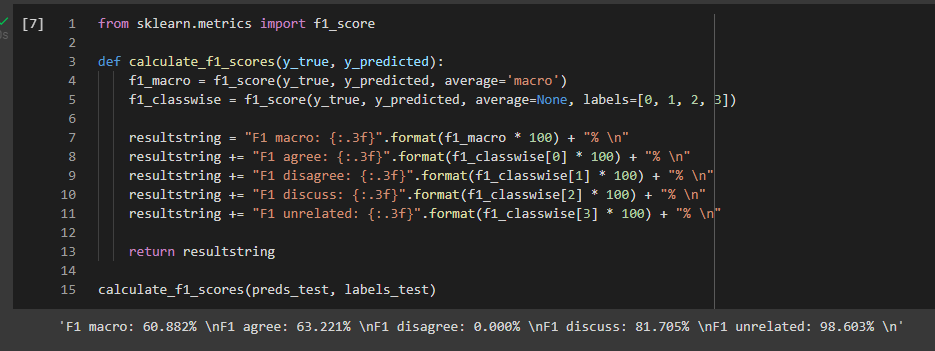 [7] 1 from sklearn.metrics import f1_score
2
3 def calculate_f1_scores(y_true, y_predicted):
4     f1_macro = f1_score(y_true, y_predicted, average='macro')
5     f1_classwise = f1_score(y_true, y_predicted, average=None, labels=[0, 1, 2, 3])
6
7     resultstring = "F1 macro: {:.3f}".format(f1_macro * 100) + "% \n"
8     resultstring += "F1 agree: {:.3f}".format(f1_classwise[0] * 100) + "% \n"
9     resultstring += "F1 disagree: {:.3f}".format(f1_classwise[1] * 100) + "% \n"
10     resultstring += "F1 discuss: {:.3f}".format(f1_classwise[2] * 100) + "% \n"
11     resultstring += "F1 unrelated: {:.3f}".format(f1_classwise[3] * 100) + "% \n"
12
13     return resultstring
14
15 calculate_f1_scores(preds_test, labels_test)
'F1 macro: 60.882% \nF1 agree: 63.221% \nF1 disagree: 0.000% \nF1 discuss: 81.705% \nF1 unrelated: 98.603% \n'